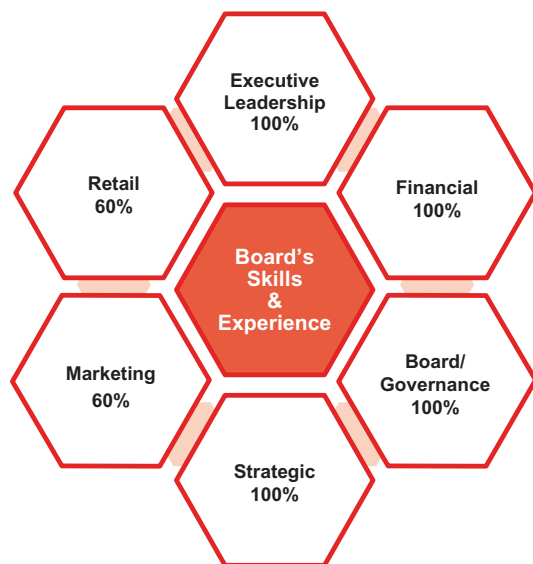 Executive
Leadership
100%
Retail
60%
Financial
100%
Board's
Skills
&
Experience
Marketing
60%
Board/
Governance
100%
Strategic
100%